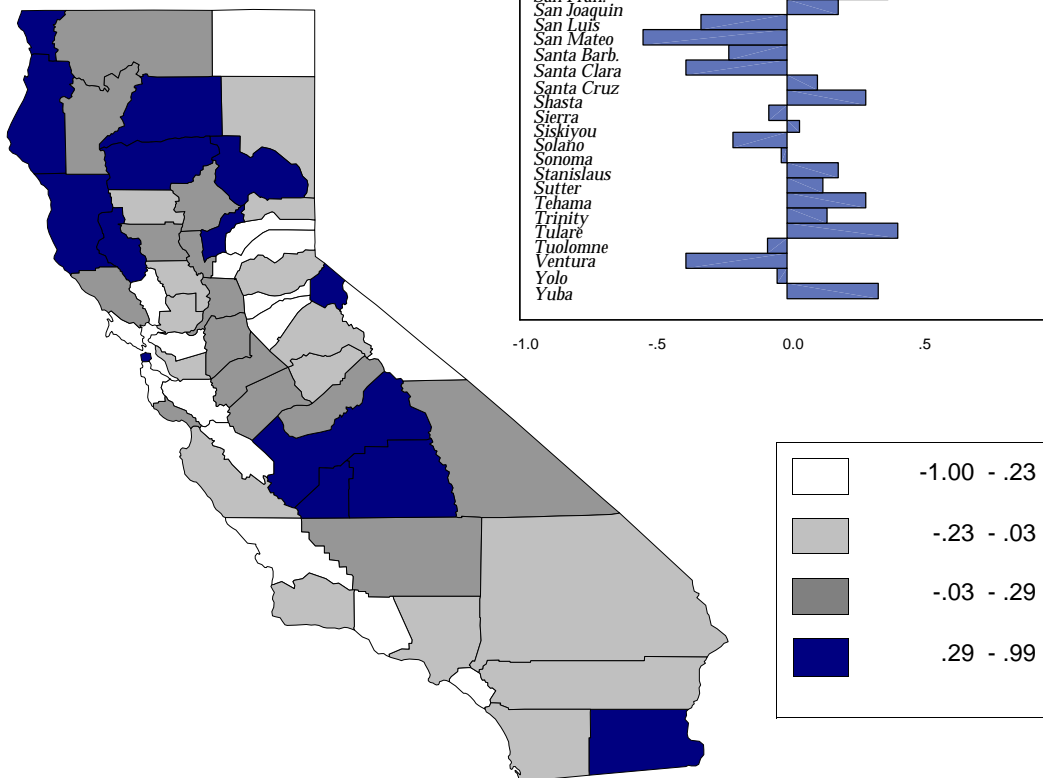 San Joaquin
San Luis
San Mateo
Santa Barb.
Santa Clara
Santa Cruz
Shasta
Sierra
Siskiyou
Solano
Sonoma
Stanislaus
Sutter
Tehama
Trinity
Tulare
Tuolomne
Ventura
Yolo
Yuba
-1.0 -.5 0.0 .5
-1.00 - .23
-.23 - .03
-.03 - .29
.29 - .99